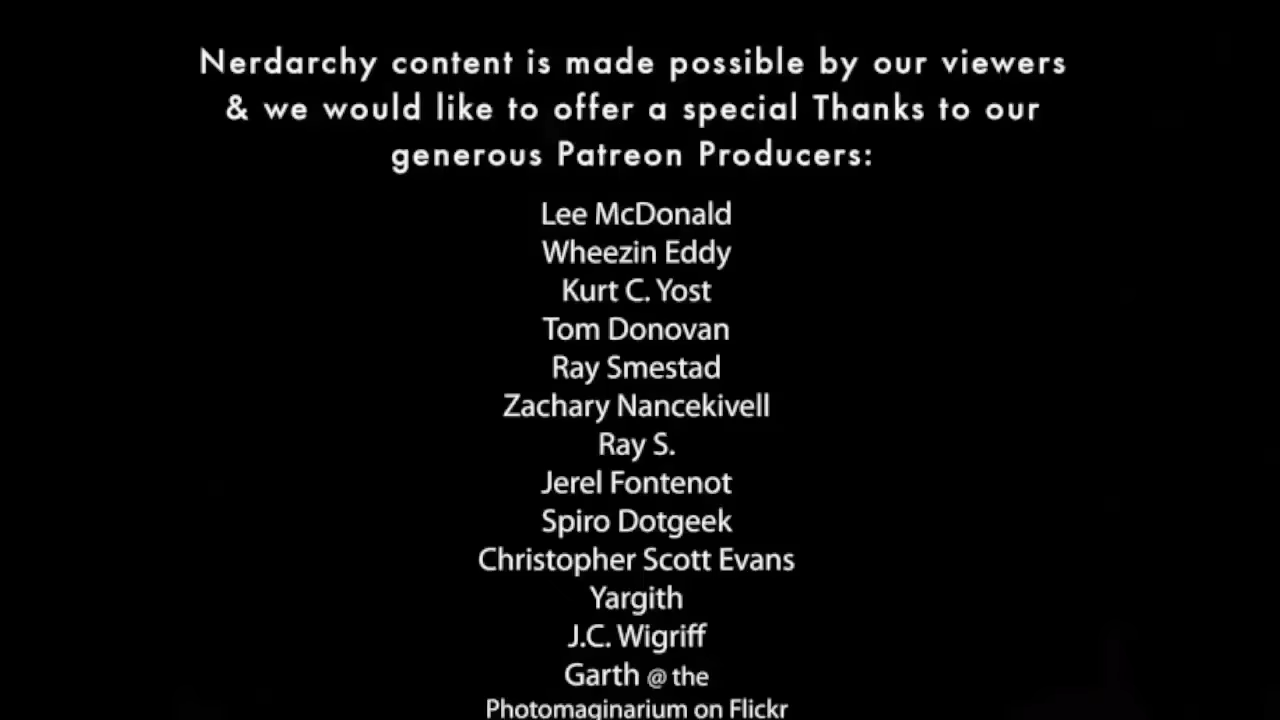 Nerdarchy content is made possible by our viewers
& we would like to offer a special Thanks to our
generous Patreon Producers:
Lee McDonald
Wheezin Eddy
Kurt C. Yost
Tom Donovan
Ray Smestad
Zachary Nancekivell
Ray S.
Jerel Fontenot
Spiro Dotgeek
Christopher Scott Evans
Yargith
J.C. Wigriff
Garth @ the
Photomaginarium on Flickr